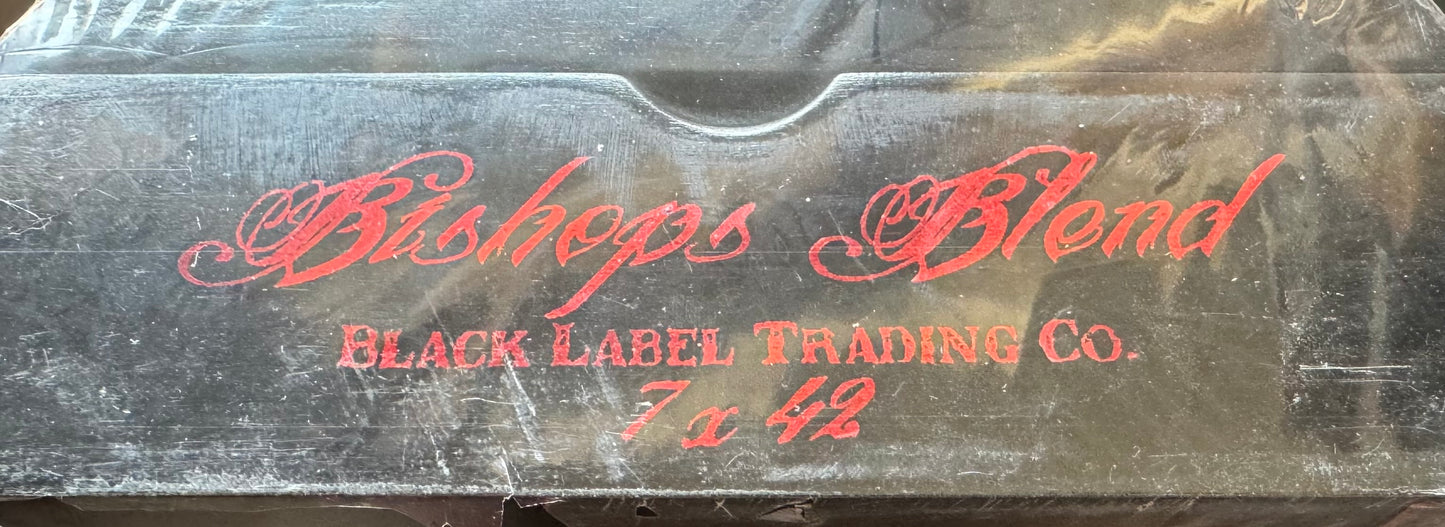 Bishops Blend
BLACK LABEL TRADING CO.
7 x 42